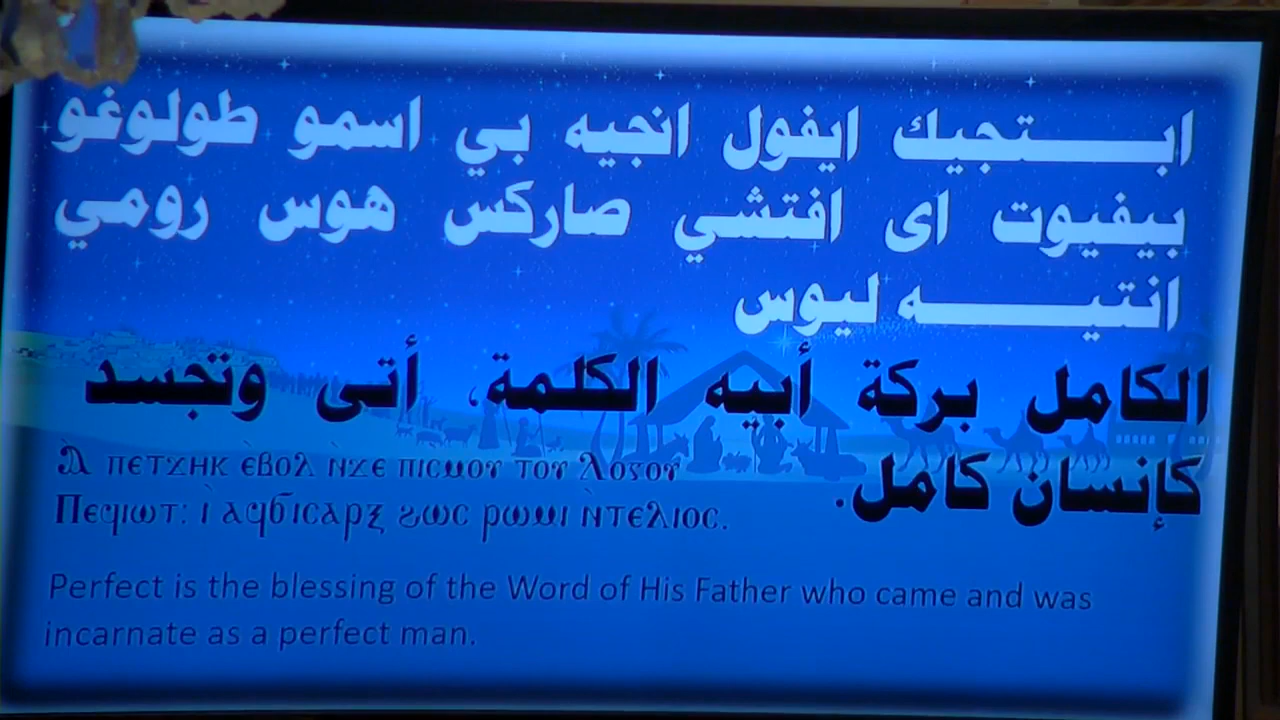 ابـــــتجيك ايفول انجيه بي اسمو طولوغو
بيفيوت اى افتشي صاركس هوس رومي
انتيـــــــه ليوس
الكامل بركة أبيه الكلمة، أتى وتجسد
كإنسان كامل.
Ⲁ̀ ⲡⲉⲧϫⲏⲕ ⲉ̀ⲃⲟⲗ ⲛ̀ϫⲉ ⲡⲓⲥⲙⲟⲩ ⲧⲟⲩ Ⲗⲟⲅⲟⲩ
Ⲡⲉϥⲓⲱⲧ: ⲓ̀ ⲁϥϭⲓⲥⲁⲣⲝ ϩⲱⲥ ⲣⲱⲙⲓ ⲛ̀ⲧⲉⲗⲓⲟⲥ.
Perfect is the blessing of the Word of His Father who came and was
incarnate as a perfect man.